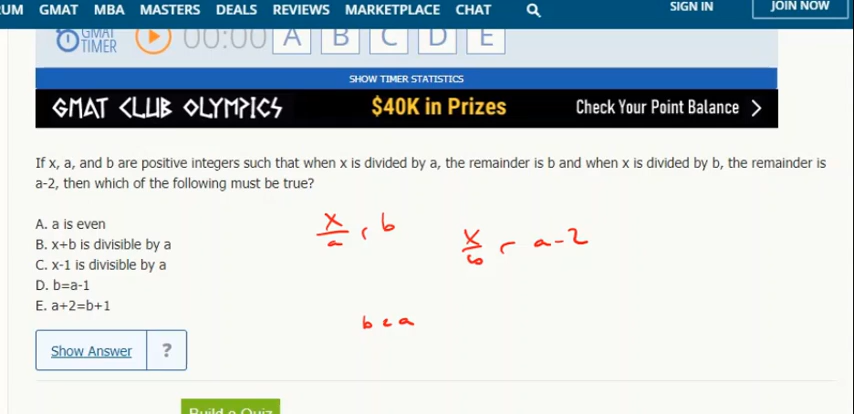 UM GMAT MBA MASTERS DEALS REVIEWS MARKETPLACE CHAT SIGN IN JOIN NOW
GMAT
TIMER
00:00 A B C D E
SHOW TIMER STATISTICS
GMAT CLUB OLYMPICS $40K in Prizes Check Your Point Balance >
If x, a, and b are positive integers such that when x is divided by a, the remainder is b and when x is divided by b, the remainder is
a-2, then which of the following must be true?
A. a is even
B. x+b is divisible by a
C. x-1 is divisible by a
D. b=a-1
E. a+2=b+1
x/a r b
x/b r a-2
b<a
Show Answer ?
Build a Quiz